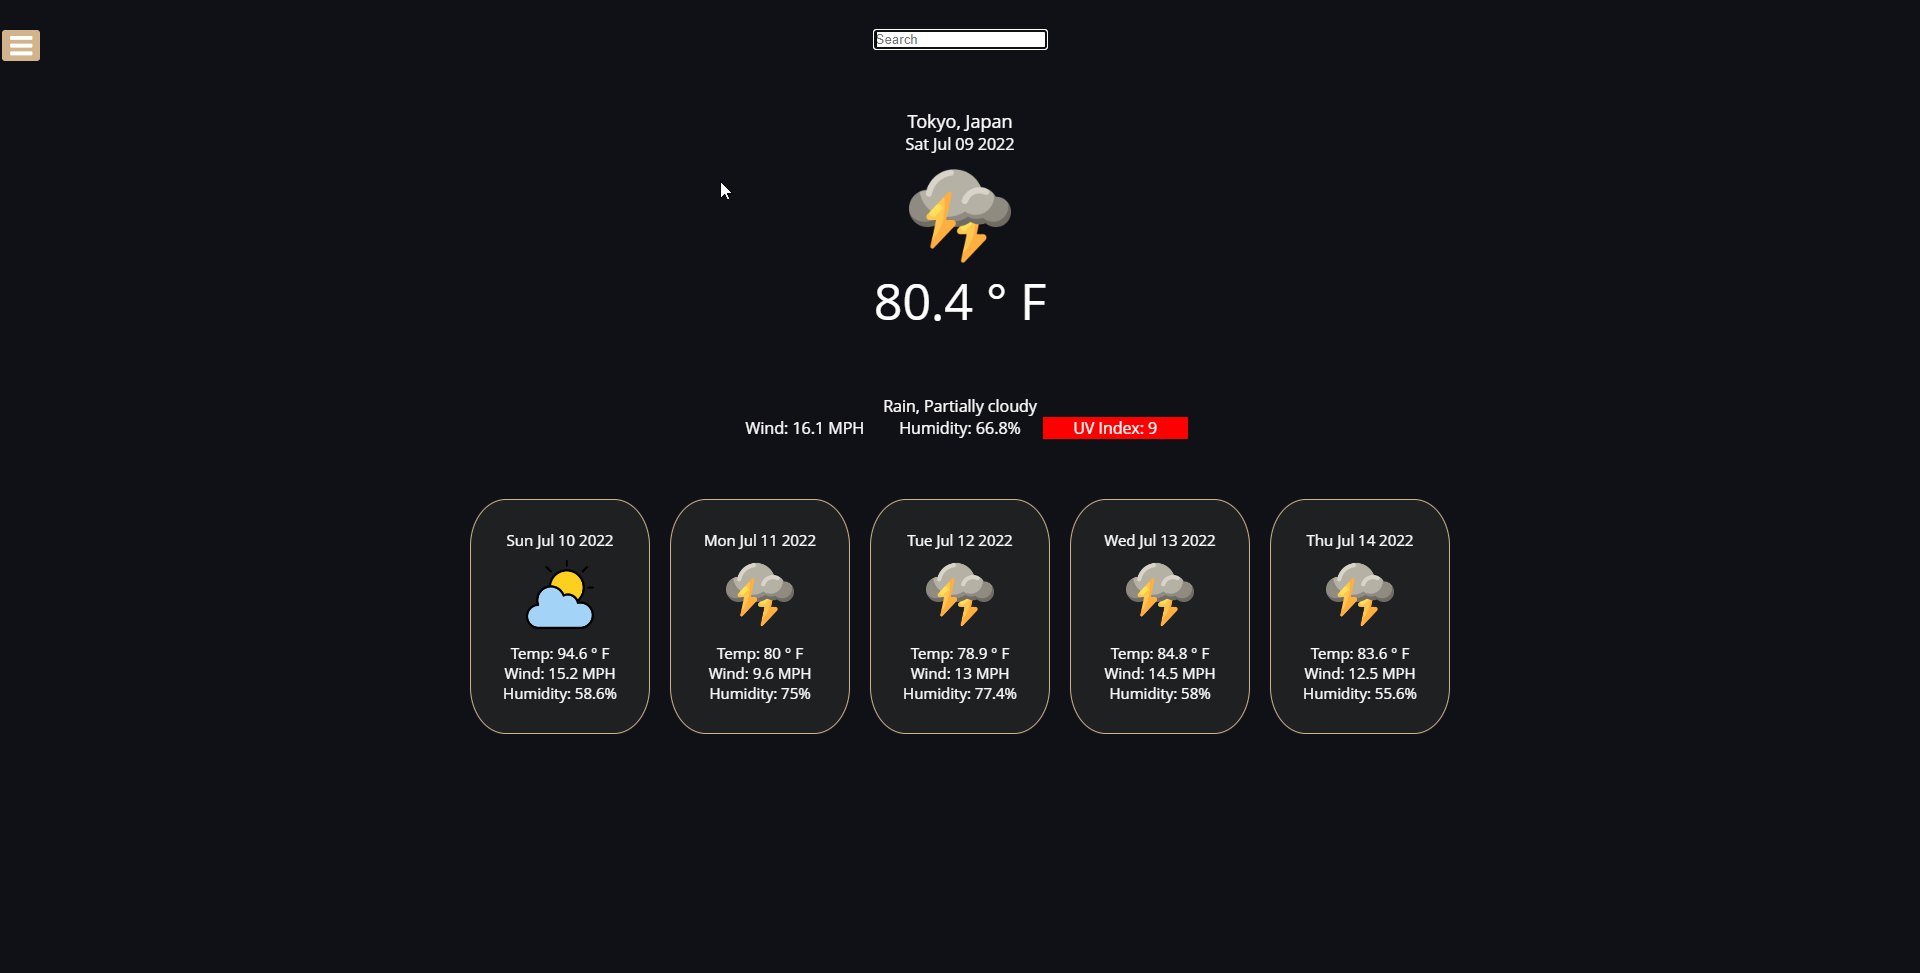 Search
Tokyo, Japan
Sat Jul 09 2022
80.4 ° F
Rain, Partially cloudy
Wind: 16.1 MPH Humidity: 66.8% UV Index: 9
Sun Jul 10 2022
Temp: 94.6 ° F
Wind: 15.2 MPH
Humidity: 58.6%
Mon Jul 11 2022
Temp: 80 ° F
Wind: 9.6 MPH
Humidity: 75%
Tue Jul 12 2022
Temp: 78.9 ° F
Wind: 13 MPH
Humidity: 77.4%
Wed Jul 13 2022
Temp: 84.8 ° F
Wind: 14.5 MPH
Humidity: 58%
Thu Jul 14 2022
Temp: 83.6 ° F
Wind: 12.5 MPH
Humidity: 55.6%